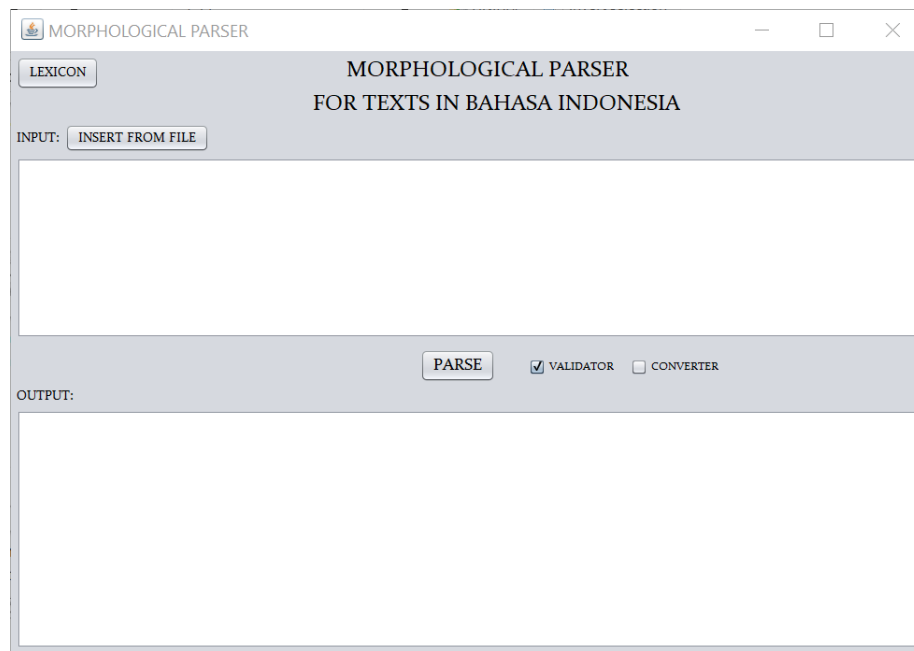 MORPHOLOGICAL PARSER
LEXICON
MORPHOLOGICAL PARSER
FOR TEXTS IN BAHASA INDONESIA
INPUT: INSERT FROM FILE
PARSE VALIDATOR CONVERTER
OUTPUT: